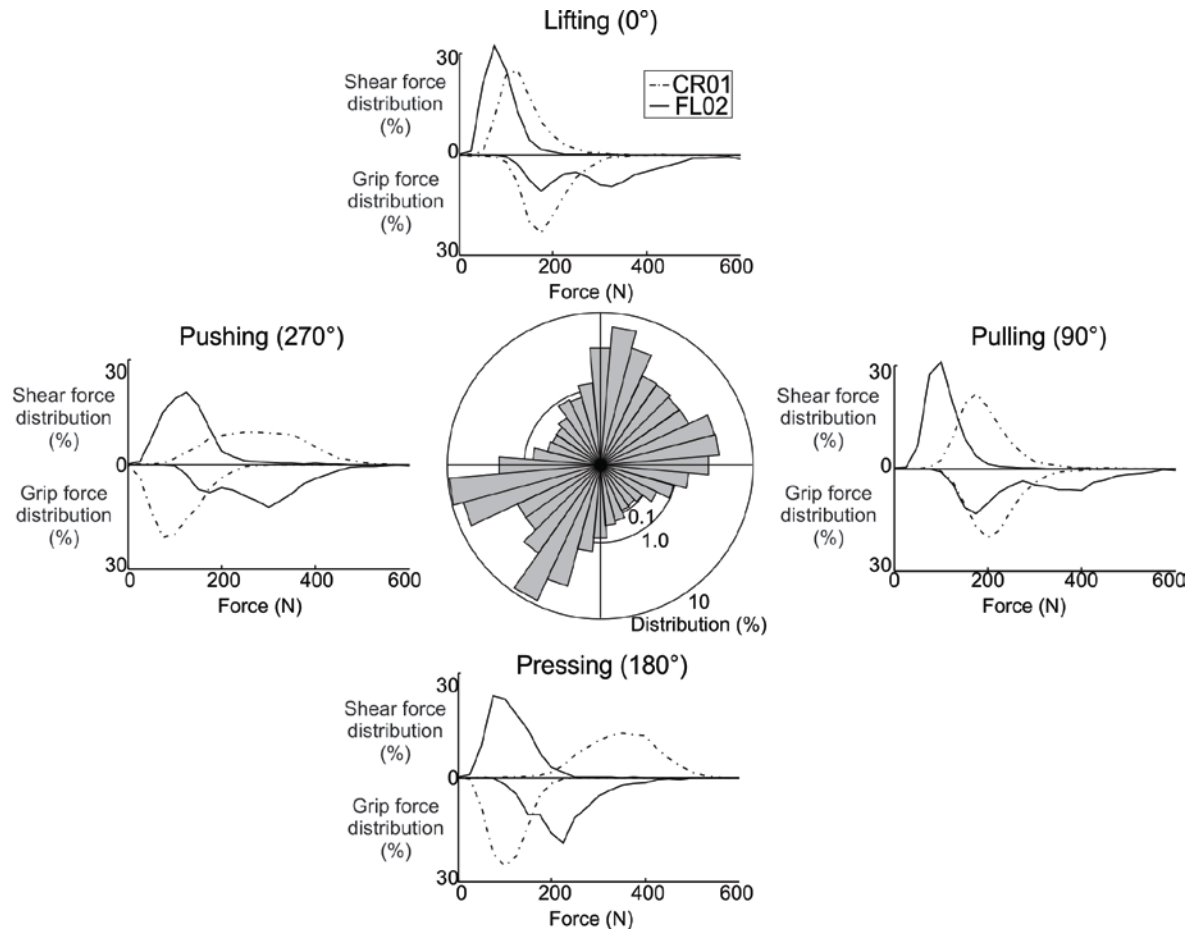 Lifting (0°)
30
Shear force
distribution
(%)
0
Grip force
distribution
(%)
30
0 200 400 600
Force (N)
CR01
FL02
Pushing (270°)
30
Shear force
distribution
(%)
0
Grip force
distribution
(%)
30
0 200 400 600
Force (N)
0.1
1.0
10
Distribution (%)
Pulling (90°)
30
Shear force
distribution
(%)
0
Grip force
distribution
(%)
30
0 200 400 600
Force (N)
Pressing (180°)
30
Shear force
distribution
(%)
0
Grip force
distribution
(%)
30
0 200 400 600
Force (N)